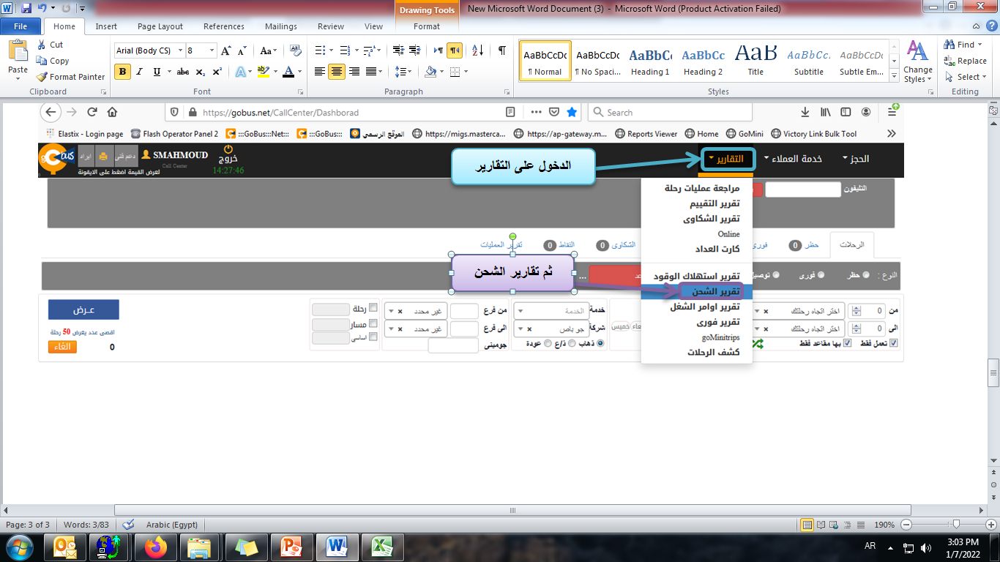 New Microsoft Word Document (3) - Microsoft Word (Product Activation Failed)
Drawing Tools
File
Home
Insert
Page Layout
References
Mailings
Review
View
Format
Paste
Cut
Copy
Format Painter
Clipboard
Arial (Body CS)
8
Font
Paragraph
AaBbCcDc
¶ Normal
AaBbCcDc
¶ No Spaci...
AaBbCc
Heading 1
AaBbCc
Heading 2
AaB
Title
AaBbCc.
Subtitle
AaBbCcDc
Subtle Em...
Styles
Change
Styles
Find
Replace
Select
Editing
https://gobus.net/CallCenter/Dashborad
Search
Elastix - Login page
Flash Operator Panel 2
:::GoBus:::Net:::
:::GoBus:::
الموقع الرسمي
https://migs.masterca...
https://ap-gateway.m...
Reports Viewer
Home
GoMini
Victory Link Bulk Tool
الحجز
خدمة العملاء
التقارير
الدخول على التقارير
خروج
14:27:46
SMAHMOUD
Call Center
دعم فنى
ايراد
لعرض القيمة اضغط على الايقونة
BUS
التليفون
مراجعة عمليات رحلة
تقرير التقييم
تقرير الشكاوى
Online
كارت العداد
تقرير استهلاك الوقود
تقرير الشحن
تقرير اوامر الشغل
تقرير فورى
goMinitrips
كشف الرحلات
الرحلات
حظر 0
فورى
الشكاوى 0
النقاط 0
تقرير العمليات
ثم تقارير الشحن
النوع :
حظر
فورى
توصيل
...
من
0
اختر اتجاه رحلتك
الى
0
اختر اتجاه رحلتك
تعمل فقط
بها مقاعد فقط
خميس
خدمة
الخدمة
شركة
جو باص
ذهاب
ذ/ع
عودة
من فرع
غير محدد
الى فرع
غير محدد
جوميني
رحلة
مسار
اساسى
عـرض
اقصى عدد يعرض 50 رحلة
0
الغاء
Page: 3 of 3
Words: 3/83
Arabic (Egypt)
190%
AR
3:03 PM
1/7/2022